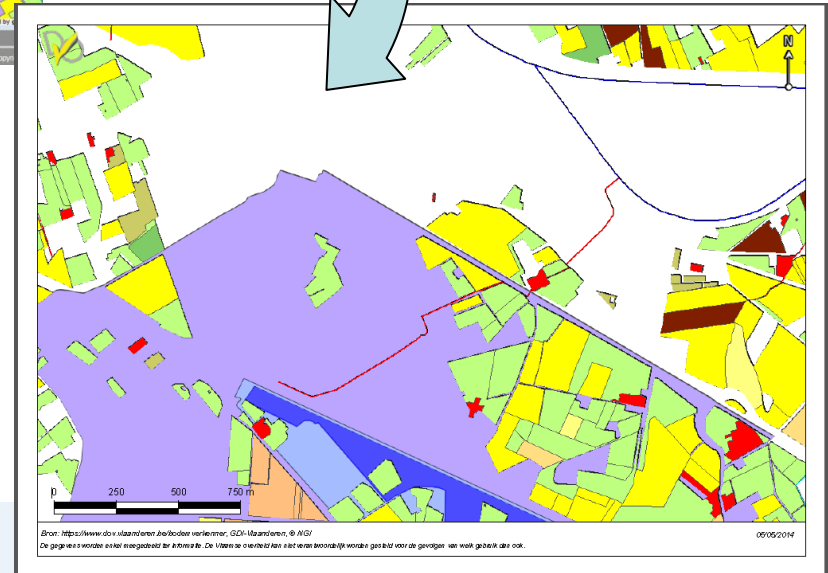 N
0 250 500 750 m
Bron: https://www.dov.vlaanderen.be/bodemverkenner, GDI-Vlaanderen, © NGI
05/05/2014
De gegevens worden enkel meegedeeld ter informatie. De Vlaamse overheid kan niet verantwoordelijk worden gesteld voor de gevolgen van welk gebruik dan ook.